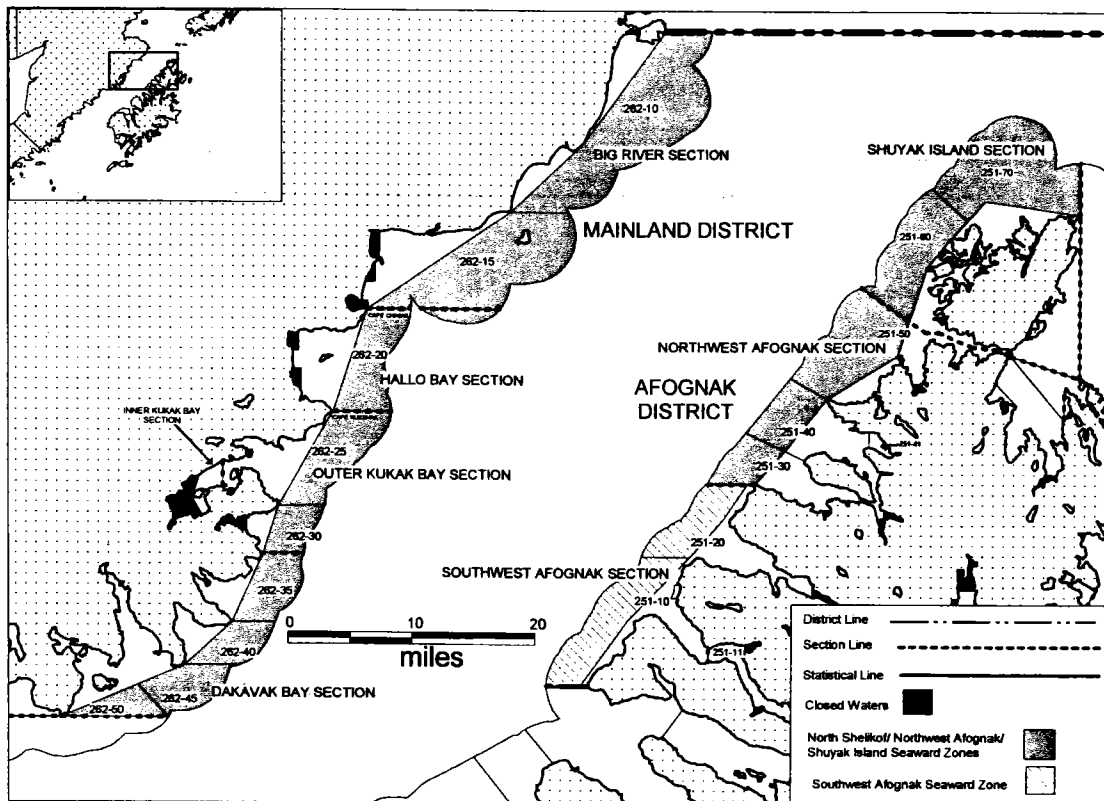 262-10
BIG RIVER SECTION
SHUYAK ISLAND SECTION
251-70
MAINLAND DISTRICT
251-60
262-15
251-50
262-20
NORTHWEST AFOGNAK SECTION
HALLO BAY SECTION
AFOGNAK
DISTRICT
INNER KUKAK BAY
SECTION
251-40
262-25
OUTER KUKAK BAY SECTION
251-30
262-30
251-20
262-35
SOUTHWEST AFOGNAK SECTION
251-10
0 10 20
miles
262-40
251-11
DAKAVAK BAY SECTION
262-45
262-50
District Line
Section Line
Statistical Line
Closed Waters
North Shelikof/ Northwest Afognak/
Shuyak Island Seaward Zones
Southwest Afognak Seaward Zone